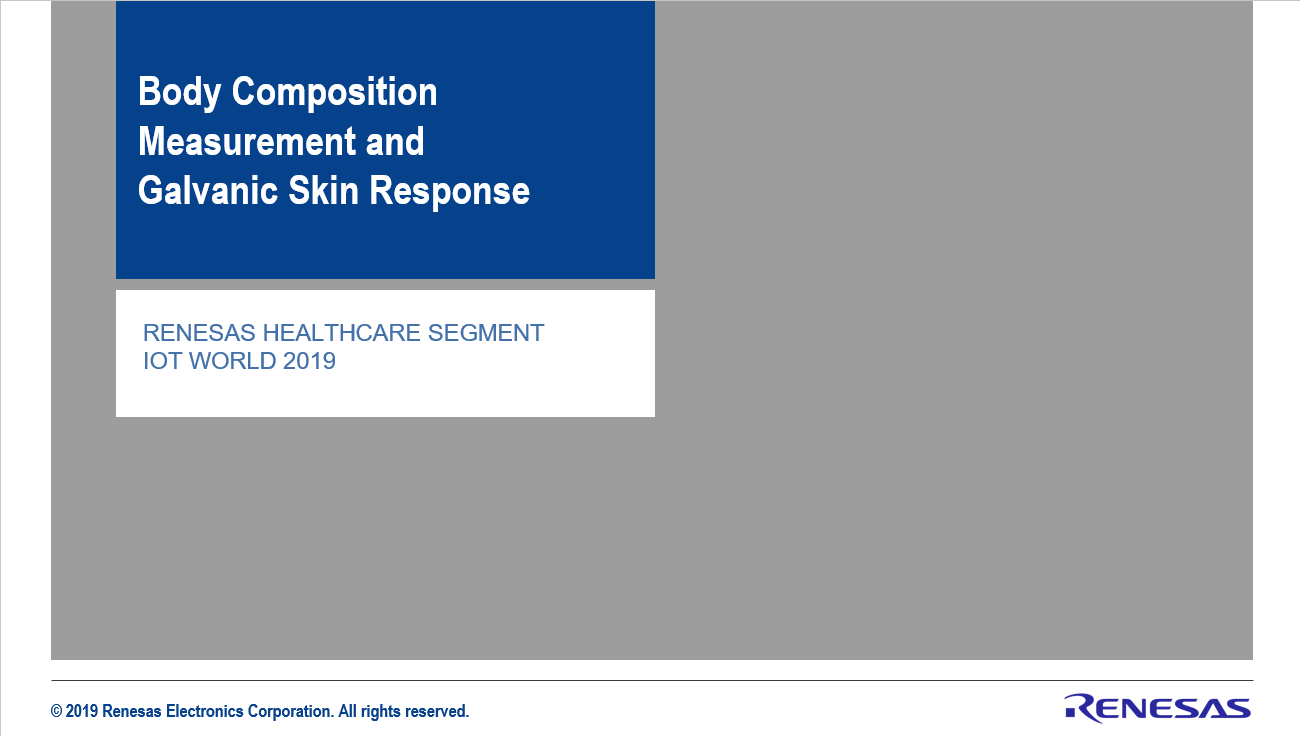 Body Composition
Measurement and
Galvanic Skin Response
RENESAS HEALTHCARE SEGMENT
IOT WORLD 2019
© 2019 Renesas Electronics Corporation. All rights reserved.
RENESAS